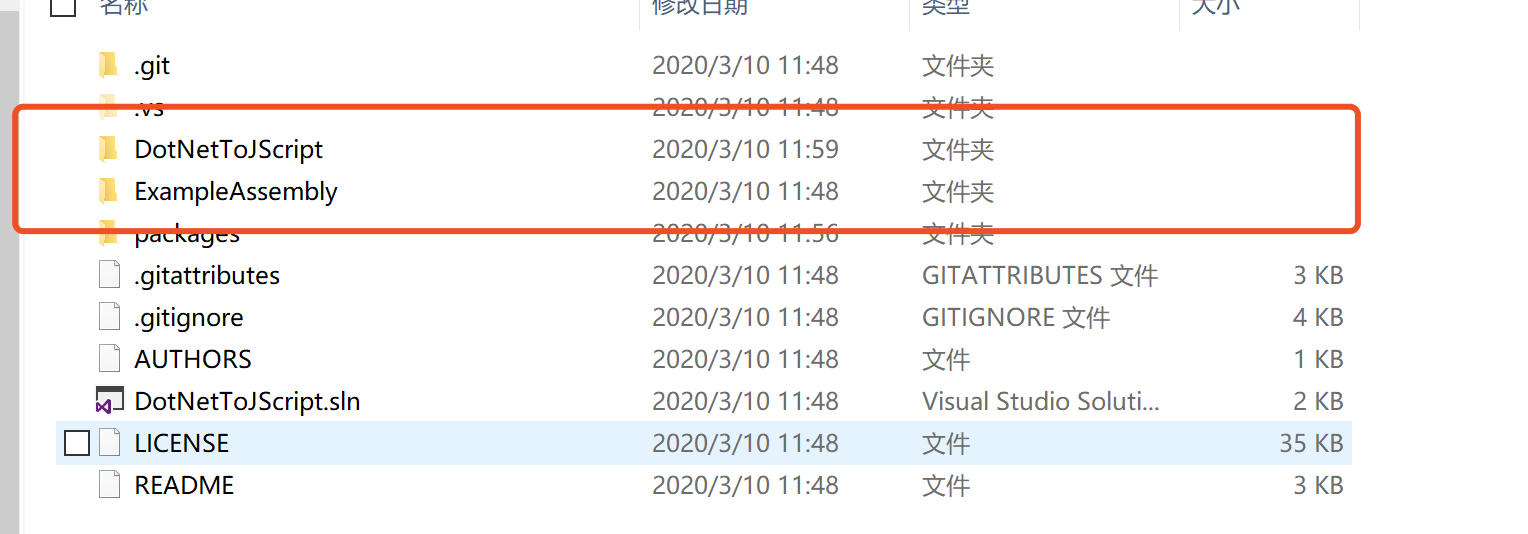 名称 修改日期 类型 大小
.git 2020/3/10 11:48 文件夹
.vs 2020/3/10 11:48 文件夹
DotNetToJScript 2020/3/10 11:59 文件夹
ExampleAssembly 2020/3/10 11:48 文件夹
packages 2020/3/10 11:56 文件夹
.gitattributes 2020/3/10 11:48 GITATTRIBUTES 文件 3 KB
.gitignore 2020/3/10 11:48 GITIGNORE 文件 4 KB
AUTHORS 2020/3/10 11:48 文件 1 KB
DotNetToJScript.sln 2020/3/10 11:48 Visual Studio Soluti... 2 KB
LICENSE 2020/3/10 11:48 文件 35 KB
README 2020/3/10 11:48 文件 3 KB